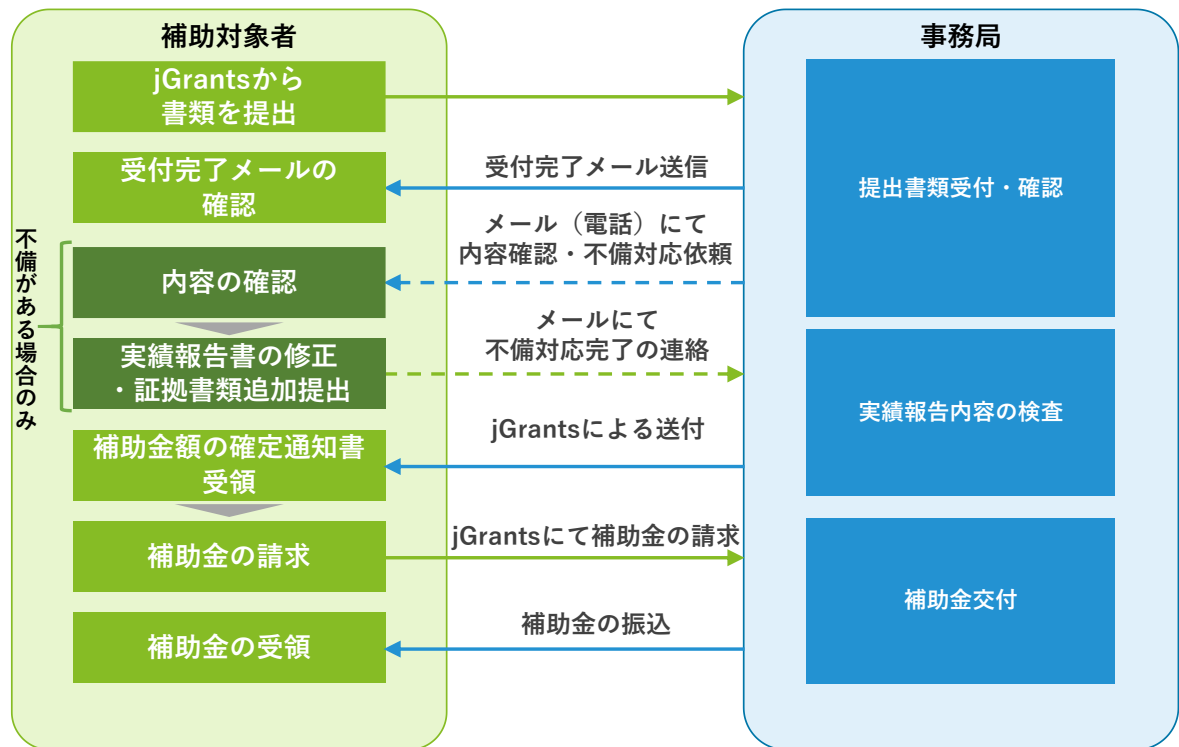 補助対象者
jGrantsから
書類を提出
受付完了メールの
確認
不備がある場合のみ
内容の確認
実績報告書の修正
・証拠書類追加提出
補助金額の確定通知書
受領
補助金の請求
補助金の受領
受付完了メール送信
メール（電話）にて
内容確認・不備対応依頼
メールにて
不備対応完了の連絡
jGrantsによる送付
jGrantsにて補助金の請求
補助金の振込
事務局
提出書類受付・確認
実績報告内容の検査
補助金交付